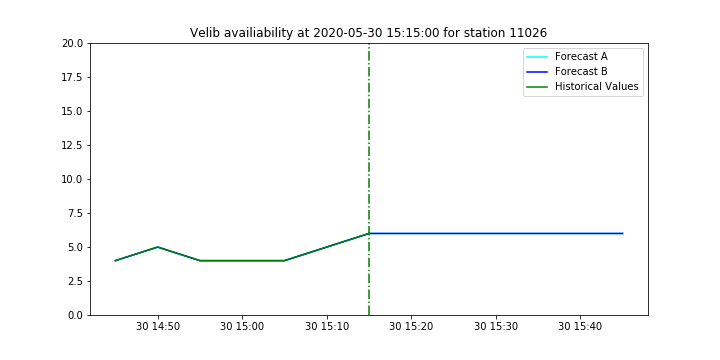 Velib availiability at 2020-05-30 15:15:00 for station 11026
20.0
17.5
15.0
12.5
10.0
7.5
5.0
2.5
0.0
Forecast A
Forecast B
Historical Values
30 14:50 30 15:00 30 15:10 30 15:20 30 15:30 30 15:40